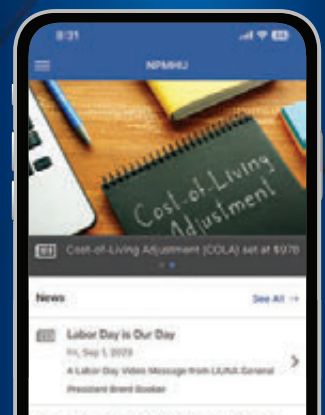 8:31
NPMHU
Cost-of-Living
Adjustment
Cost-of-Living Adjustment (COLA) set at $978
News See All →
Labor Day is Our Day
Fri, Sep 1, 2023
A Labor Day Video Message from LIUNA General
President Brent Booker